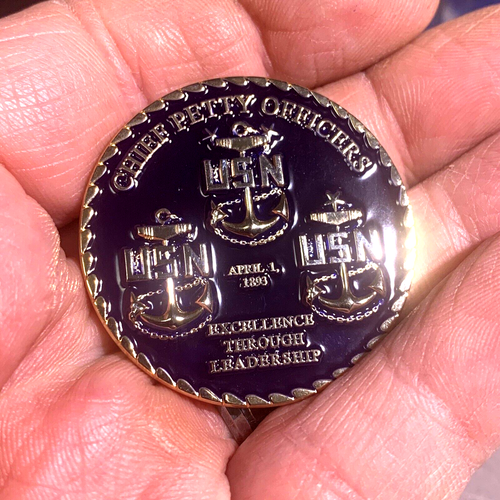 CHIEF PETTY OFFICERS
USN
USN
USN
APRIL 1,
1893
EXCELLENCE
THROUGH
LEADERSHIP